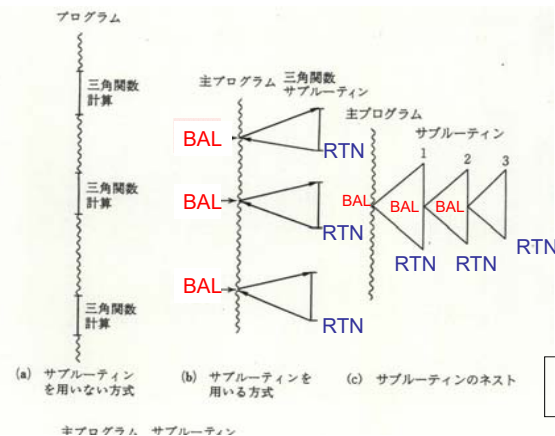 プログラム
三角関数
計算
三角関数
計算
三角関数
計算
(a) サブルーティン
を用いない方式
主プログラム
三角関数
サブルーティン
BAL
RTN
BAL
RTN
BAL
RTN
(b) サブルーティンを
用いる方式
主プログラム
サブルーティン
1 2 3
BAL BAL BAL
RTN RTN RTN
(c) サブルーティンのネスト
主プログラム サブルーティン